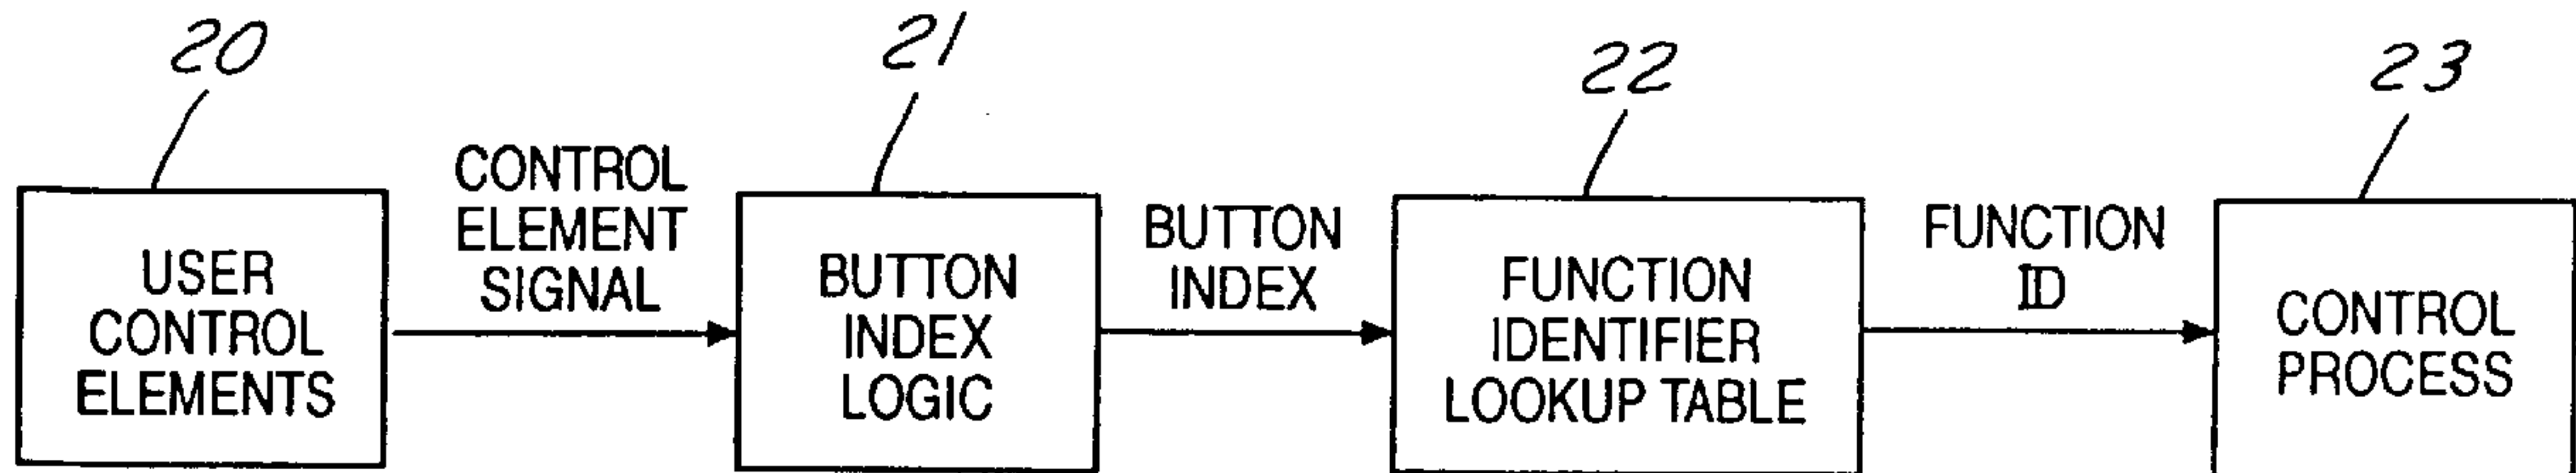 20
21
22
23
USER
CONTROL
ELEMENTS
CONTROL
ELEMENT
SIGNAL
BUTTON
INDEX
LOGIC
BUTTON
INDEX
FUNCTION
IDENTIFIER
LOOKUP TABLE
FUNCTION
ID
CONTROL
PROCESS